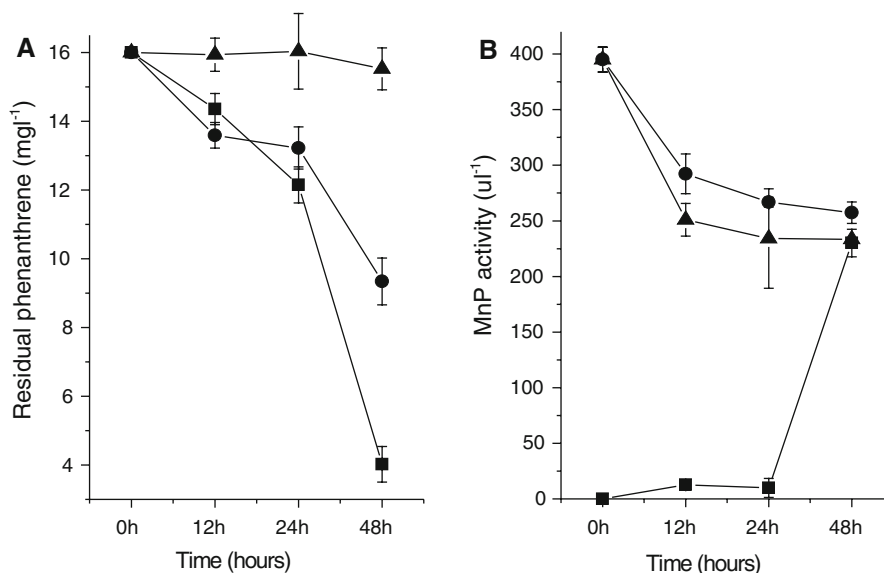 A
16
14
12
10
8
6
4
Residual phenanthrene (mgl⁻¹)
0h 12h 24h 48h
Time (hours)
B
400
350
300
250
200
150
100
50
25
0
MnP activity (ul⁻¹)
0h 12h 24h 48h
Time (hours)